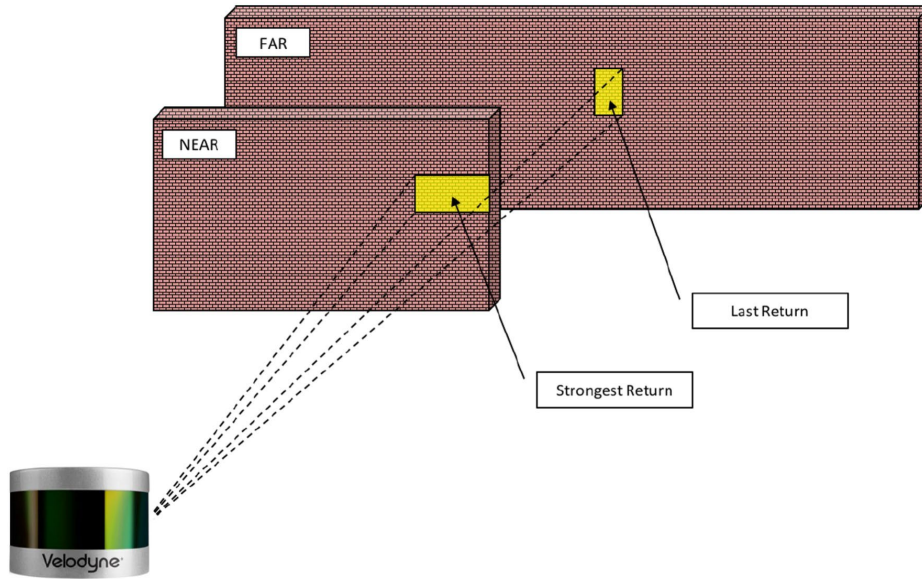 FAR
NEAR
Last Return
Strongest Return
Velodyne